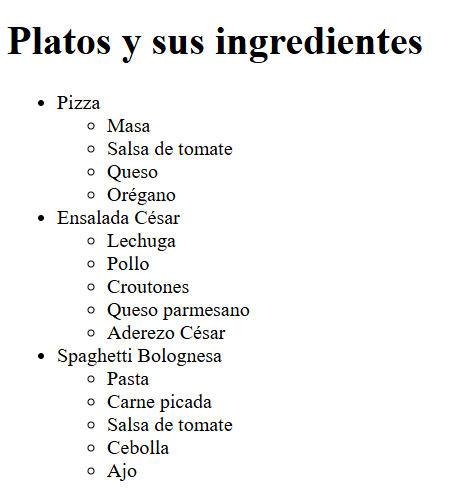 Platos y sus ingredientes
Pizza
Masa
Salsa de tomate
Queso
Orégano
Ensalada César
Lechuga
Pollo
Croutones
Queso parmesano
Aderezo César
Spaghetti Bolognesa
Pasta
Carne picada
Salsa de tomate
Cebolla
Ajo